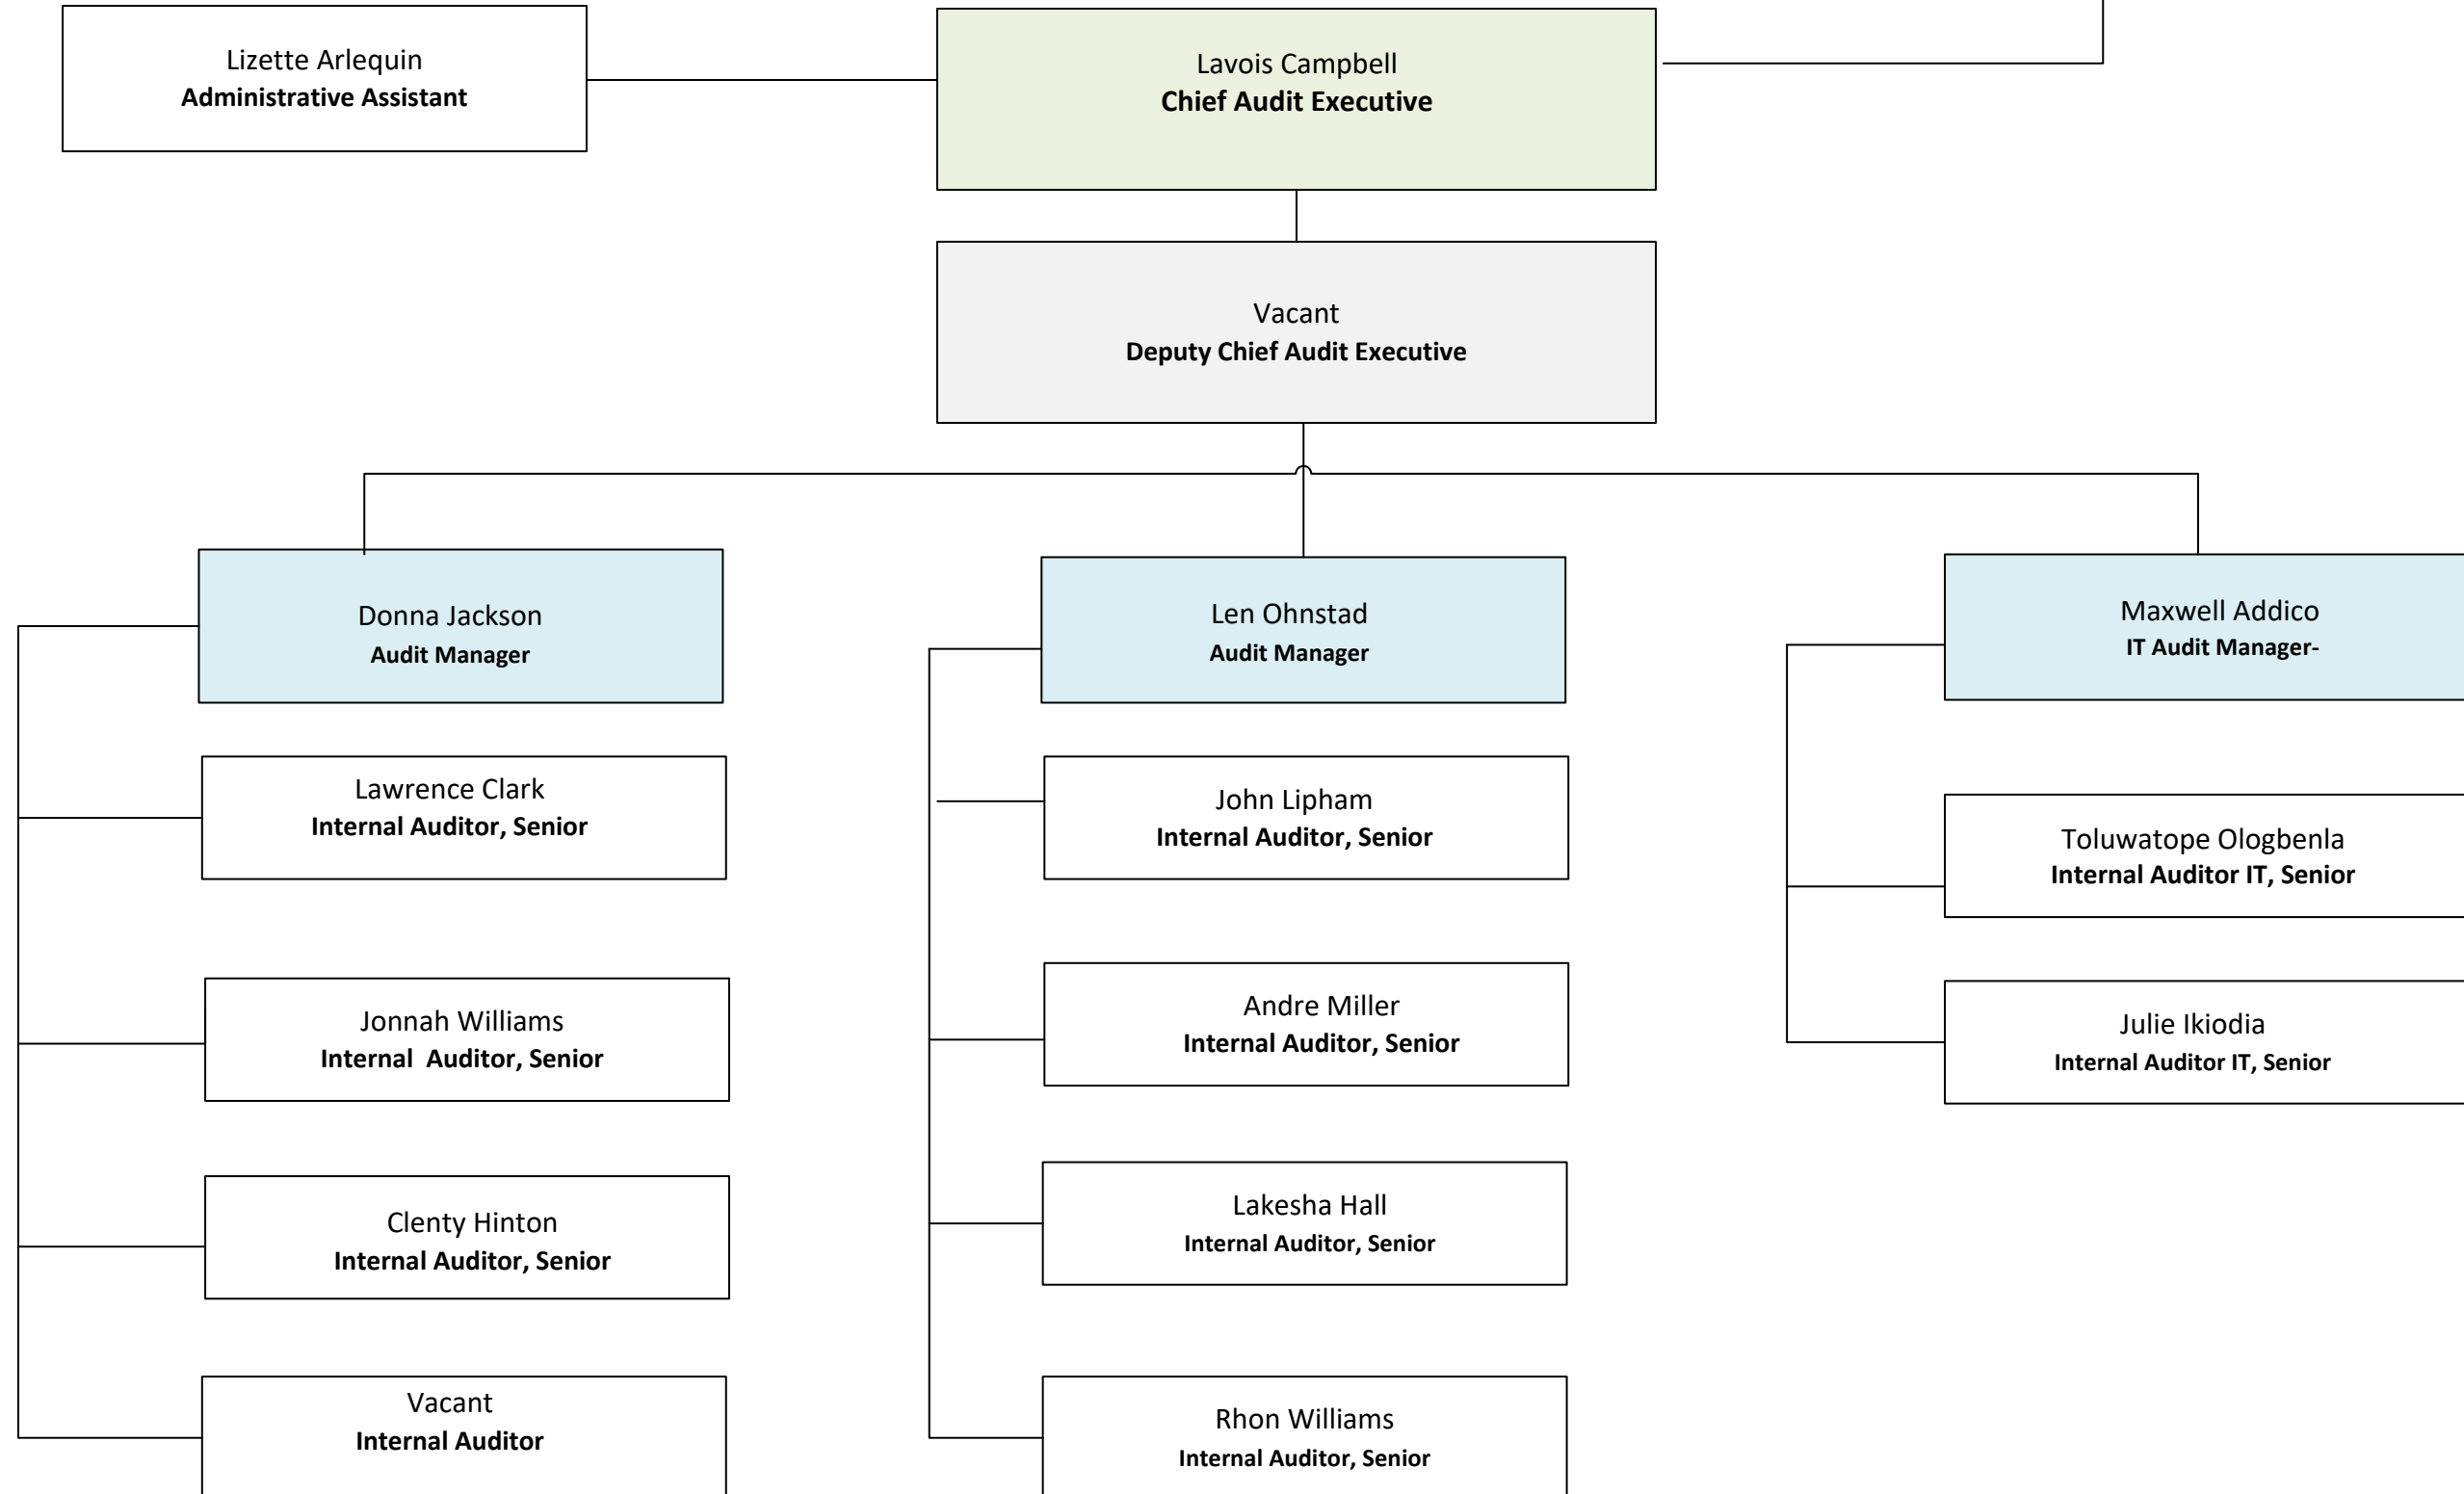 Lizette Arlequin
Administrative Assistant
Lavois Campbell
Chief Audit Executive
Vacant
Deputy Chief Audit Executive
Donna Jackson
Audit Manager
Len Ohnstad
Audit Manager
Maxwell Addico
IT Audit Manager-
Lawrence Clark
Internal Auditor, Senior
John Lipham
Internal Auditor, Senior
Toluwatope Ologbenla
Internal Auditor IT, Senior
Jonnah Williams
Internal  Auditor, Senior
Andre Miller
Internal Auditor, Senior
Julie Ikiodia
Internal Auditor IT, Senior
Clenty Hinton
Internal Auditor, Senior
Lakesha Hall
Internal Auditor, Senior
Vacant
Internal Auditor
Rhon Williams
Internal Auditor, Senior